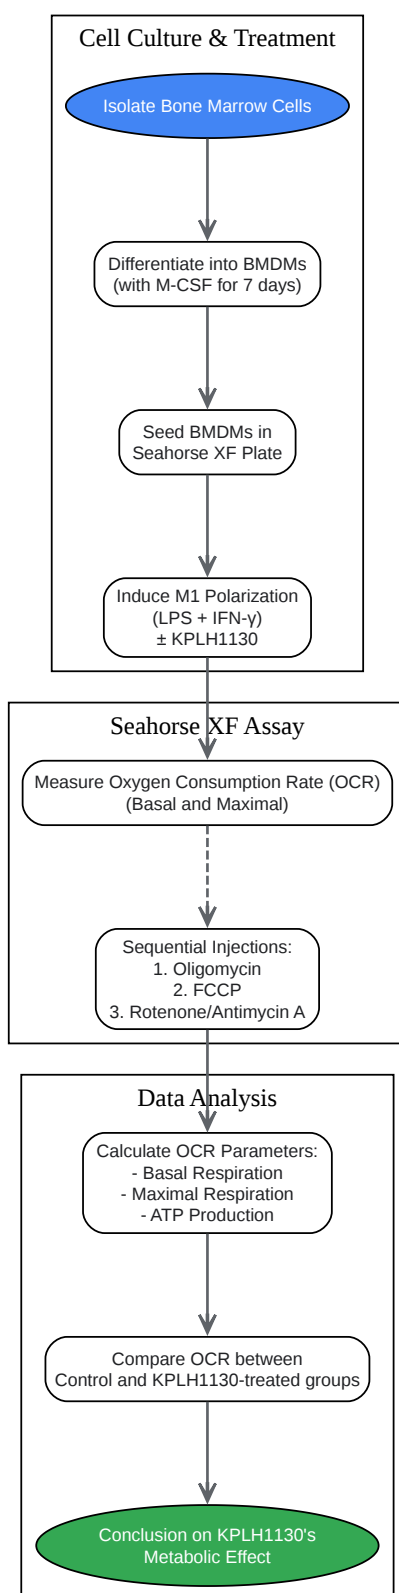 Cell Culture & Treatment
Isolate Bone Marrow Cells
Differentiate into BMDMs
(with M-CSF for 7 days)
Seed BMDMs in
Seahorse XF Plate
Induce M1 Polarization
(LPS + IFN-γ)
± KPLH1130
Seahorse XF Assay
Measure Oxygen Consumption Rate (OCR)
(Basal and Maximal)
Sequential Injections:
1. Oligomycin
2. FCCP
3. Rotenone/Antimycin A
Data Analysis
Calculate OCR Parameters:
- Basal Respiration
- Maximal Respiration
- ATP Production
Compare OCR between
Control and KPLH1130-treated groups
Conclusion on KPLH1130's
Metabolic Effect